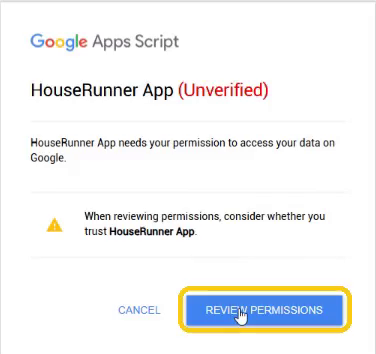 Google Apps Script
HouseRunner App (Unverified)
HouseRunner App needs your permission to access your data on
Google.
When reviewing permissions, consider whether you
trust HouseRunner App.
CANCEL
REVIEW PERMISSIONS